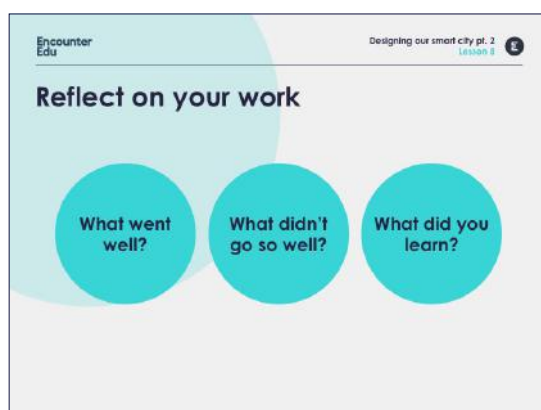 Encounter
Edu
Designing our smart city pt. 2
Lesson 8
E
Reflect on your work
What went
well?
What didn't
go so well?
What did you
learn?